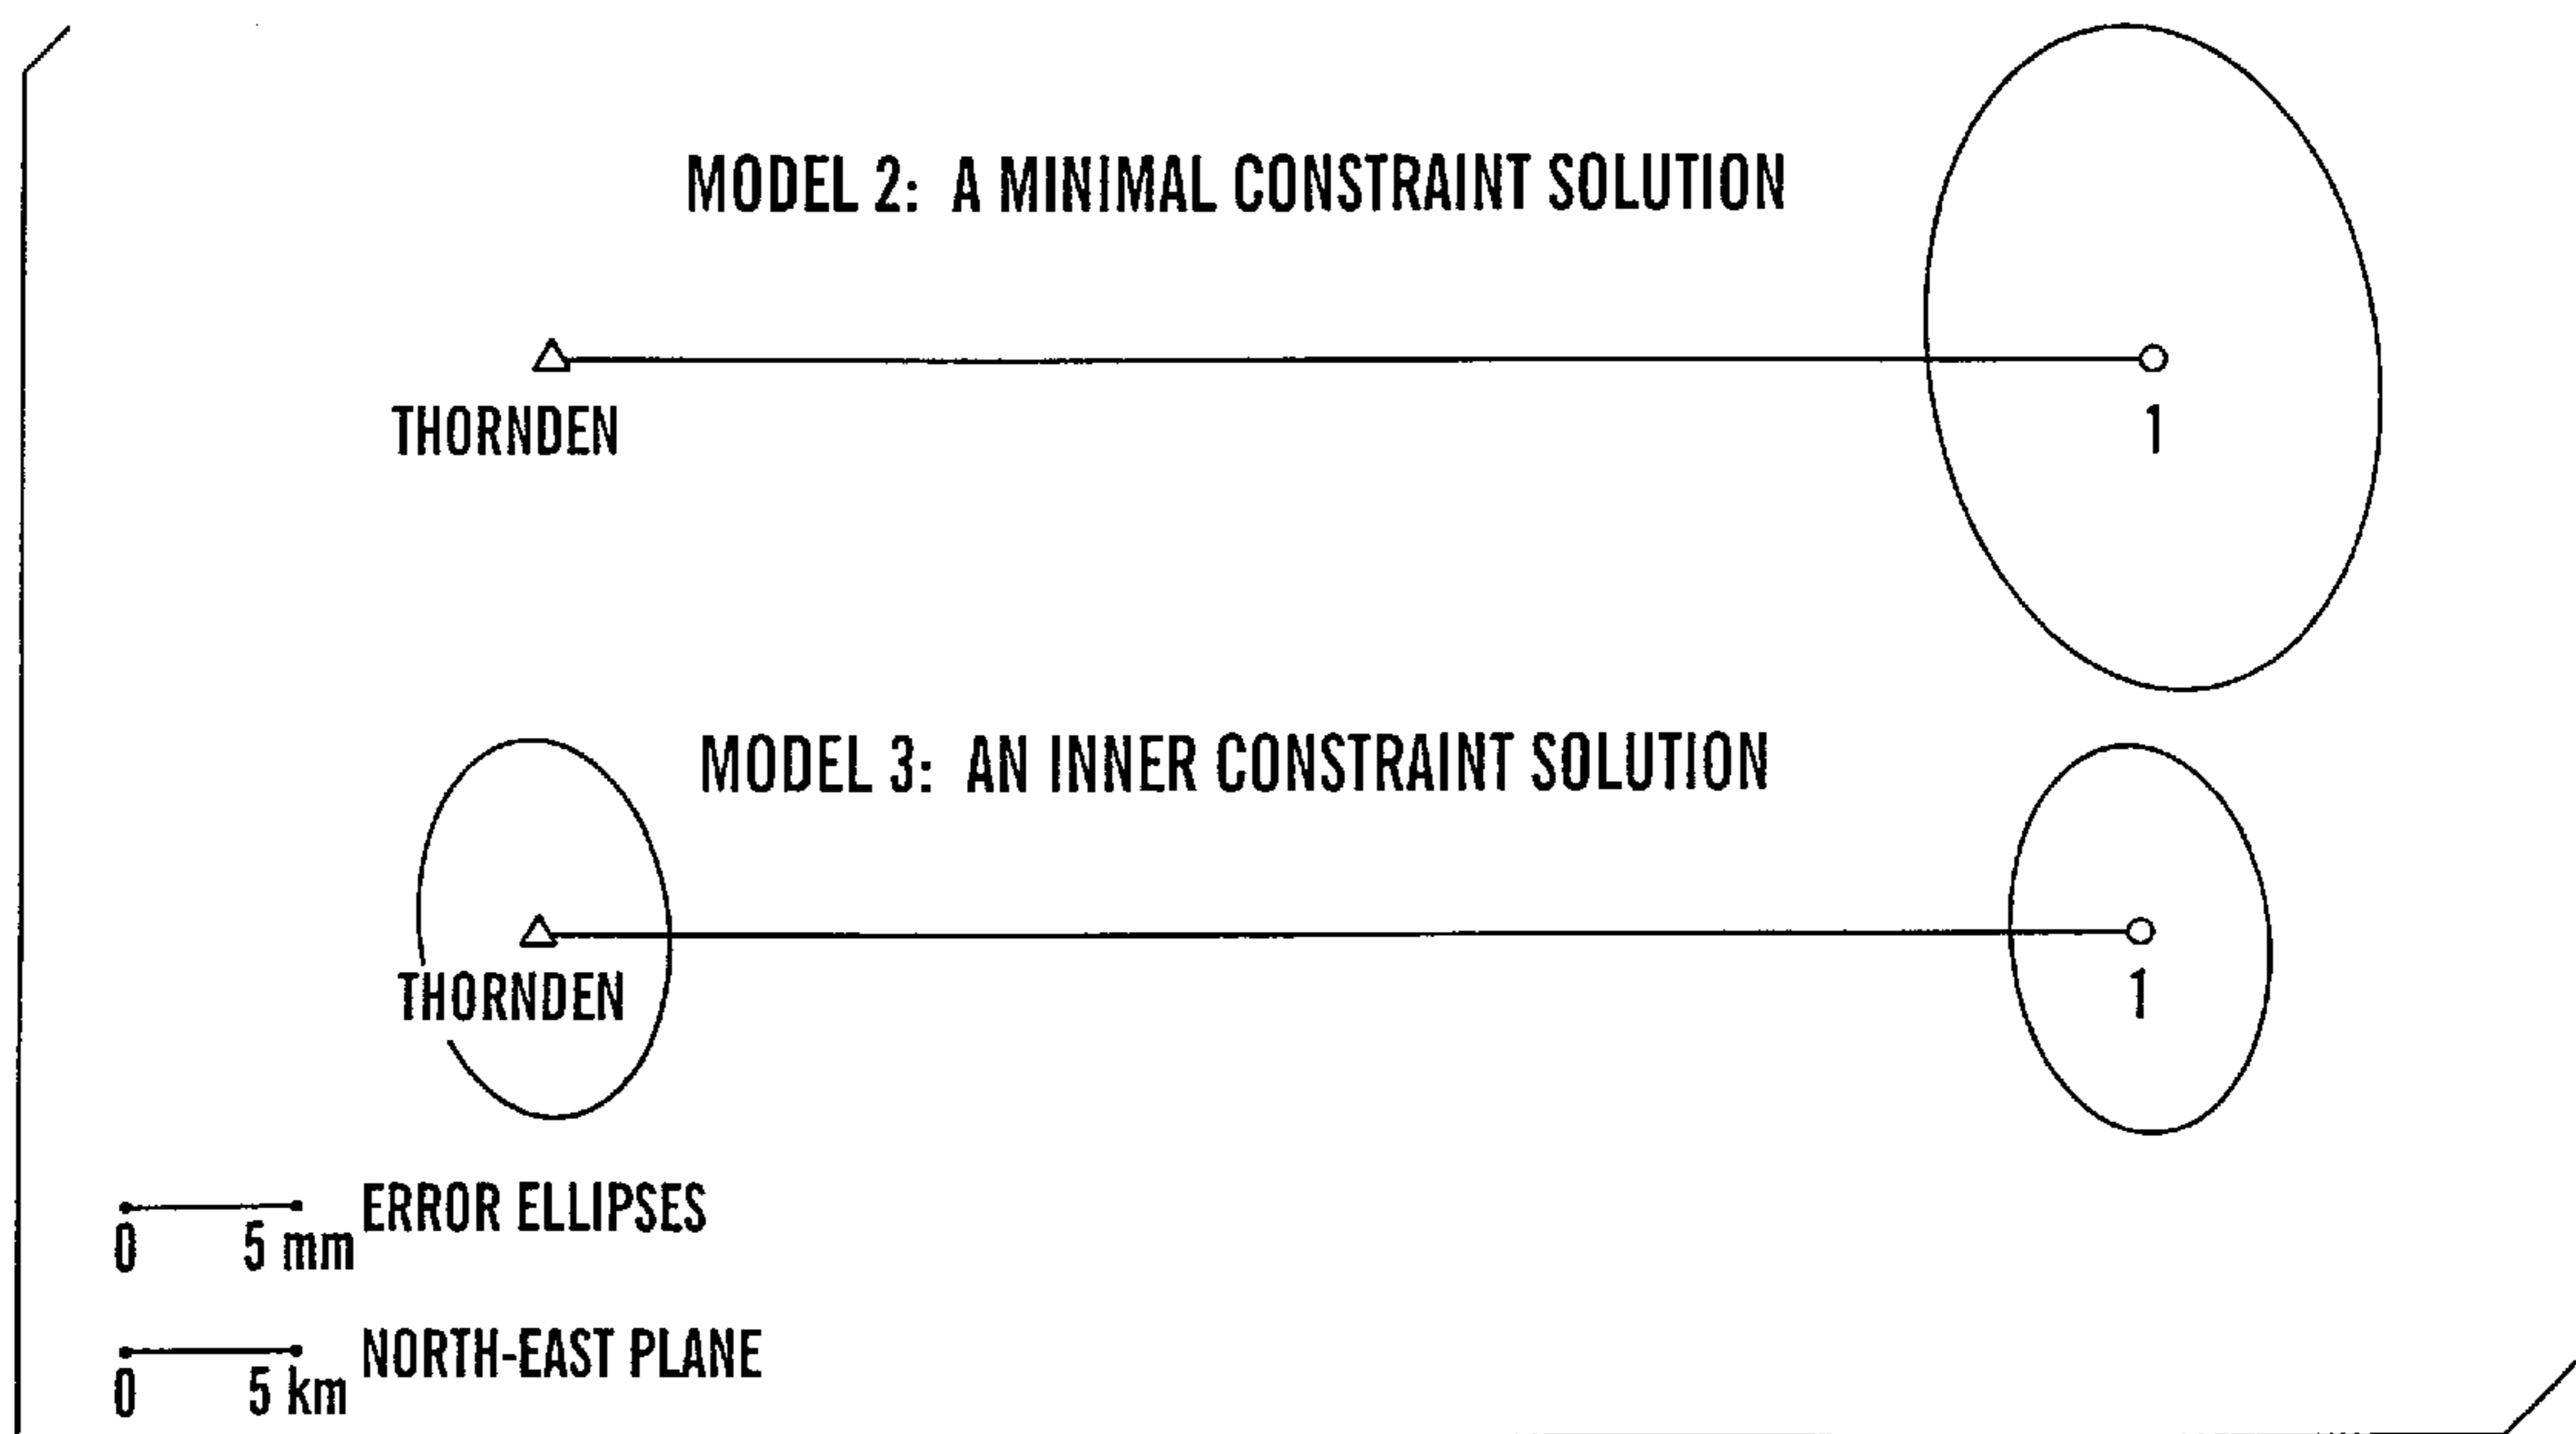 MODEL 2: A MINIMAL CONSTRAINT SOLUTION
THORNDEN
1
MODEL 3: AN INNER CONSTRAINT SOLUTION
THORNDEN
1
ERROR ELLIPSES
0 5 mm
NORTH-EAST PLANE
0 5 km